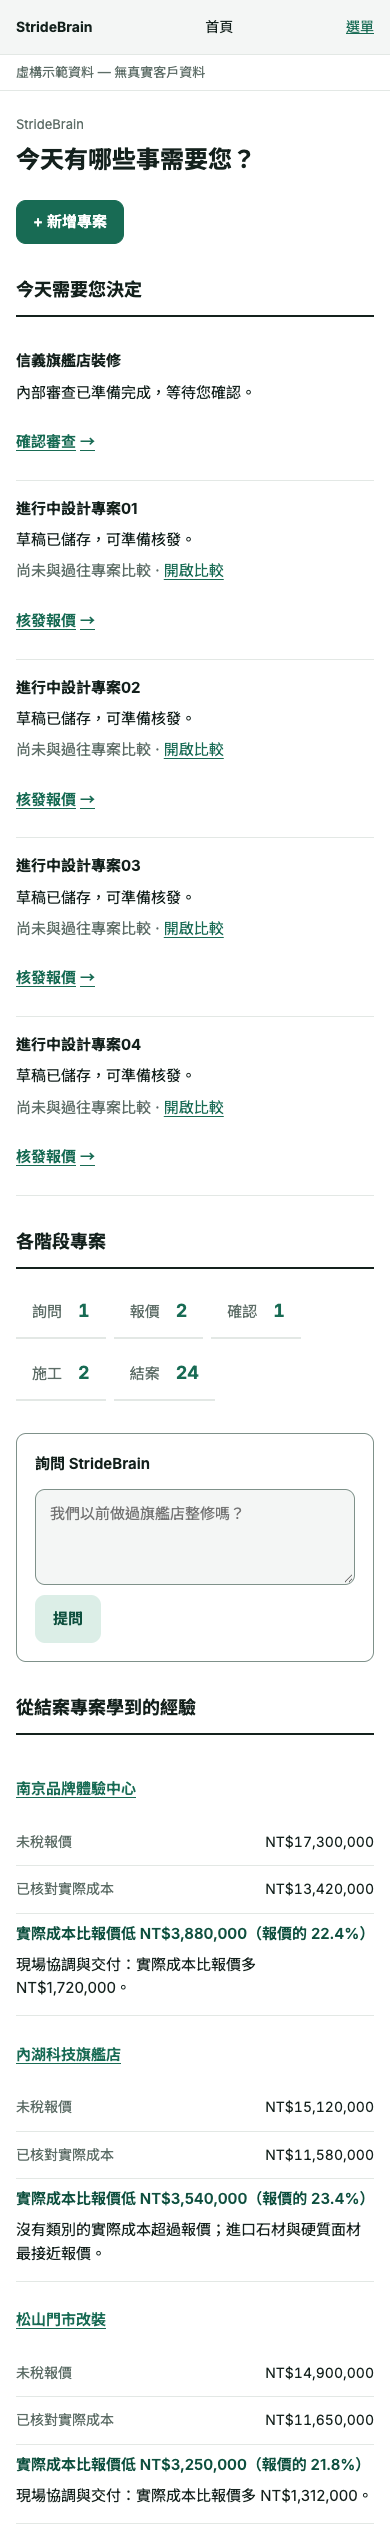 StrideBrain 首頁 選單
虛構示範資料 — 無真實客戶資料
StrideBrain
今天有哪些事需要您？
+ 新增專案
今天需要您決定
信義旗艦店裝修
內部審查已準備完成，等待您確認。
確認審查 →
進行中設計專案01
草稿已儲存，可準備核發。
尚未與過往專案比較 · 開啟比較
核發報價 →
進行中設計專案02
草稿已儲存，可準備核發。
尚未與過往專案比較 · 開啟比較
核發報價 →
進行中設計專案03
草稿已儲存，可準備核發。
尚未與過往專案比較 · 開啟比較
核發報價 →
進行中設計專案04
草稿已儲存，可準備核發。
尚未與過往專案比較 · 開啟比較
核發報價 →
各階段專案
詢問 1 報價 2 確認 1
施工 2 結案 24
詢問 StrideBrain
我們以前做過旗艦店整修嗎？
提問
從結案專案學到的經驗
南京品牌體驗中心
未稅報價 NT$17,300,000
已核對實際成本 NT$13,420,000
實際成本比報價低 NT$3,880,000（報價的 22.4%）
現場協調與交付：實際成本比報價多
NT$1,720,000。
內湖科技旗艦店
未稅報價 NT$15,120,000
已核對實際成本 NT$11,580,000
實際成本比報價低 NT$3,540,000（報價的 23.4%）
沒有類別的實際成本超過報價；進口石材與硬質面材
最接近報價。
松山門市改裝
未稅報價 NT$14,900,000
已核對實際成本 NT$11,650,000
實際成本比報價低 NT$3,250,000（報價的 21.8%）
現場協調與交付：實際成本比報價多 NT$1,312,000。